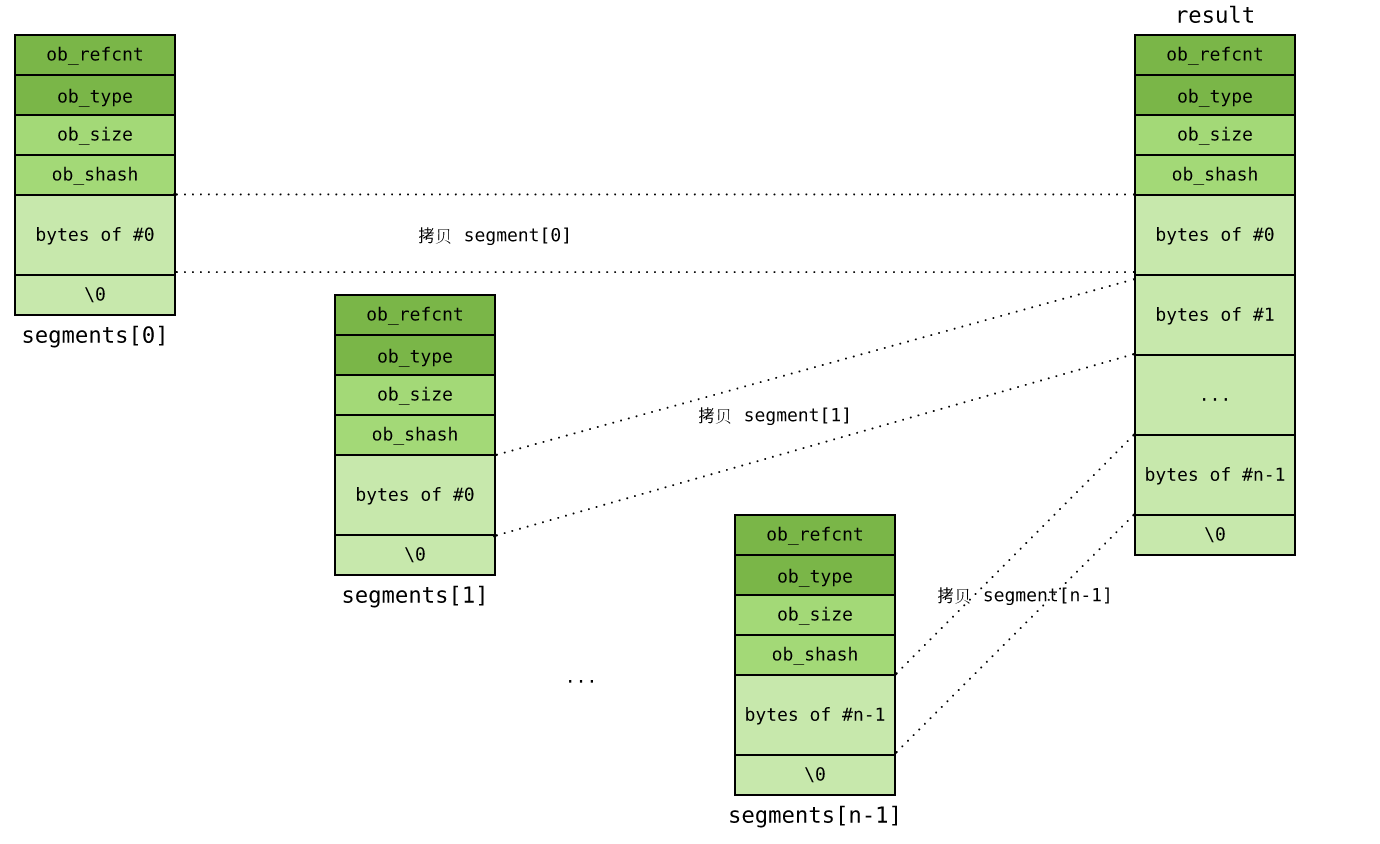 result
ob_refcnt
ob_type
ob_size
ob_shash
bytes of #0
\0
segments[0]
拷贝 segment[0]
ob_refcnt
ob_type
ob_size
ob_shash
bytes of #0
\0
segments[1]
拷贝 segment[1]
...
ob_refcnt
ob_type
ob_size
ob_shash
bytes of #n-1
\0
segments[n-1]
拷贝 segment[n-1]
ob_refcnt
ob_type
ob_size
ob_shash
bytes of #0
bytes of #1
...
bytes of #n-1
\0